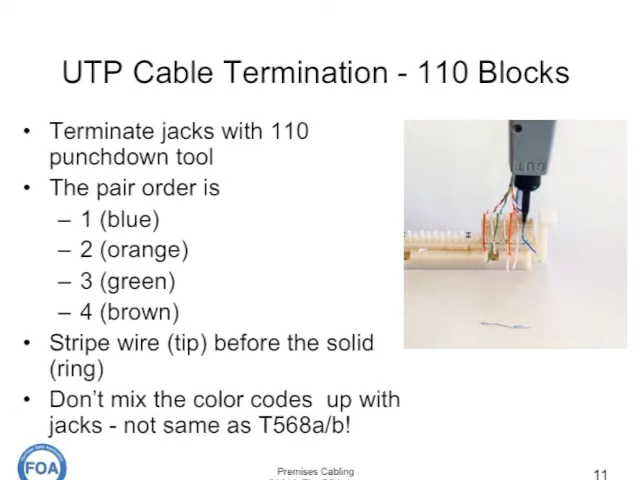 UTP Cable Termination - 110 Blocks
• Terminate jacks with 110
punchdown tool
• The pair order is
– 1 (blue)
– 2 (orange)
– 3 (green)
– 4 (brown)
• Stripe wire (tip) before the solid
(ring)
• Don’t mix the color codes up with
jacks - not same as T568a/b!
FOA
Premises Cabling
11